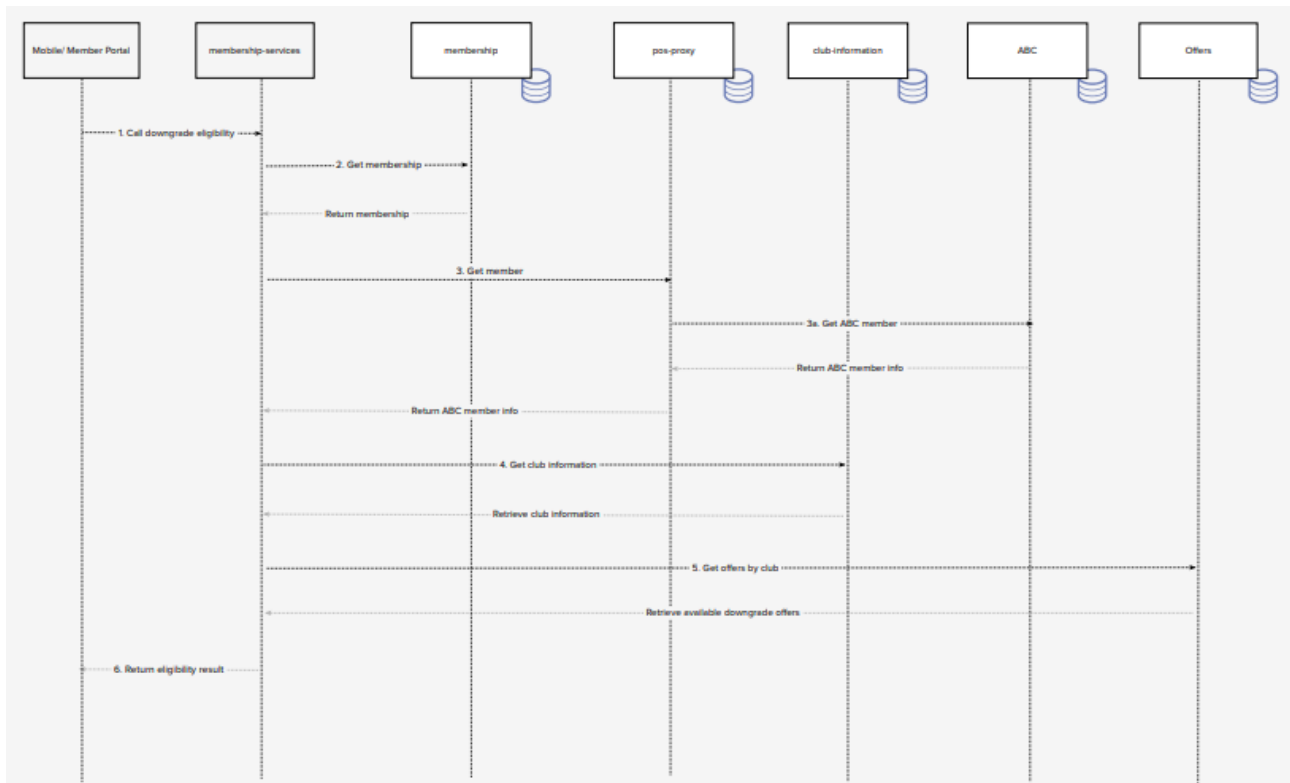 Mobile/ Member Portal
membership-services
membership
pos-proxy
club-information
ABC
Offers
1. Call downgrade eligibility
2. Get membership
Return membership
3. Get member
3a. Get ABC member
Return ABC member info
Return ABC member info
4. Get club information
Retrieve club information
5. Get offers by club
Retrieve available downgrade offers
6. Return eligibility result